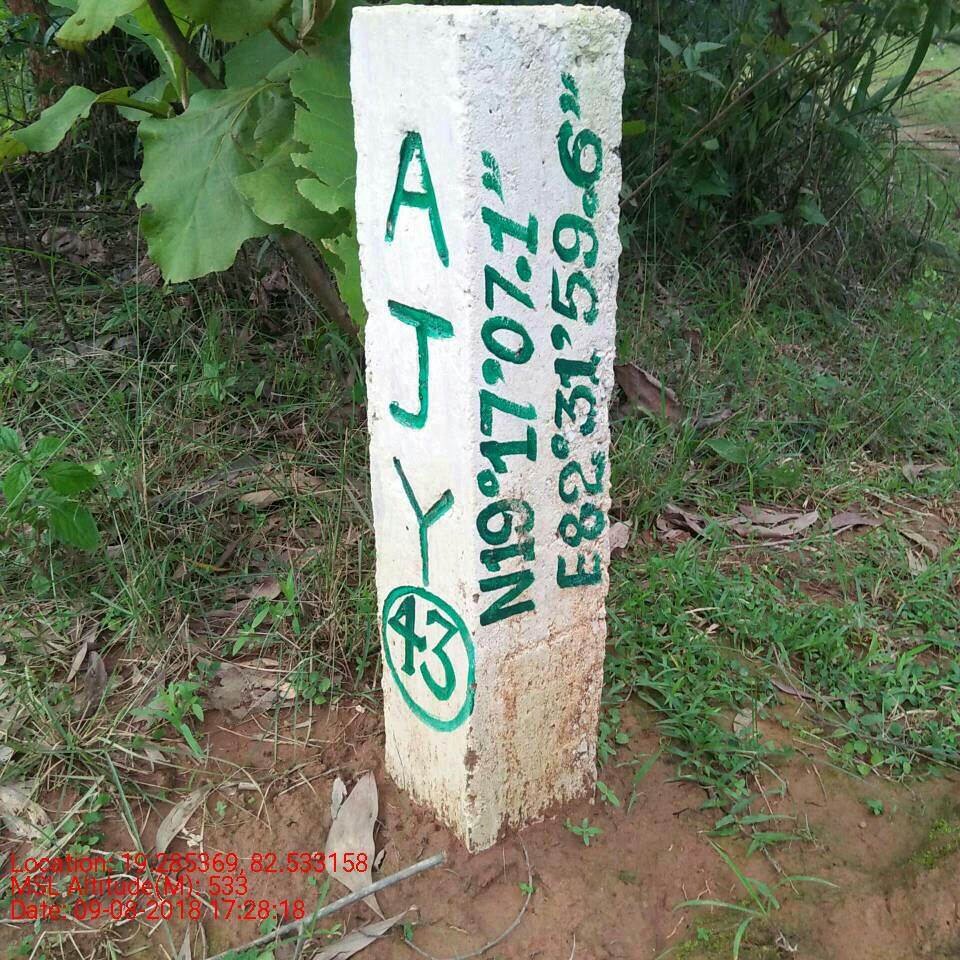 A
J
Y
43
N19°17'07.1"
E82°31'59.6"
Location: 19.285369, 82.533158
MSL Altitude(M): 533
Date: 09-08-2018 17:28:18